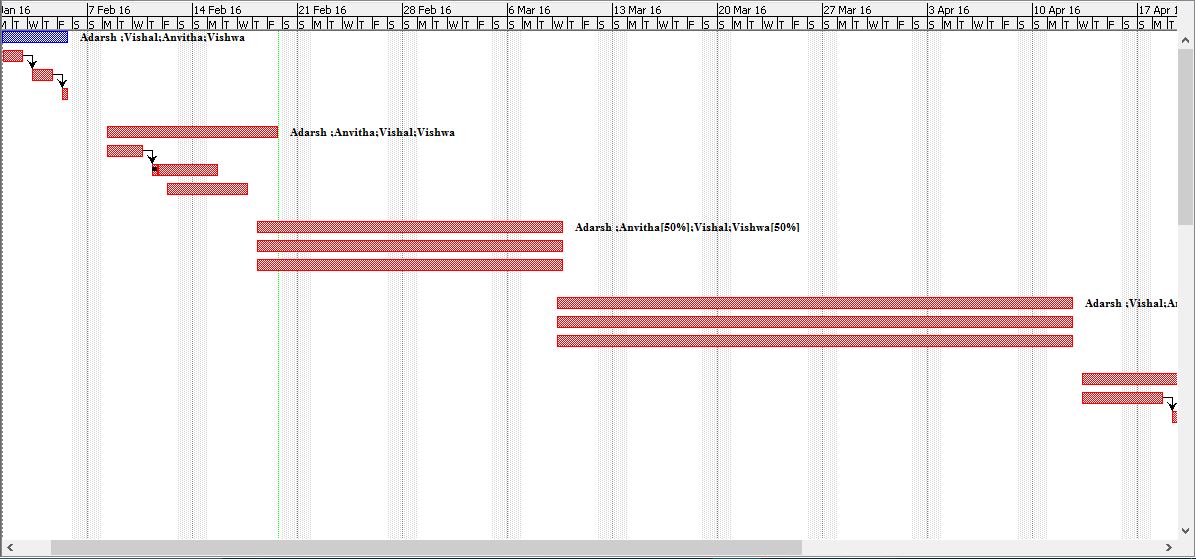 Jan 16 7 Feb 16 14 Feb 16 21 Feb 16 28 Feb 16 6 Mar 16 13 Mar 16 20 Mar 16 27 Mar 16 3 Apr 16 10 Apr 16 17 Apr 1
M T W T F S S M T W T F S S M T W T F S S M T W T F S S M T W T F S S M T W T F S S M T W T F S S M T W T F S S M T W T F S S M T W T F S S M T W T F S S M T W T F S S M T
Adarsh ;Vishal;Anvitha;Vishwa
Adarsh ;Anvitha;Vishal;Vishwa
Adarsh ;Anvitha[50%];Vishal;Vishwa[50%]
Adarsh ;Vishal;A